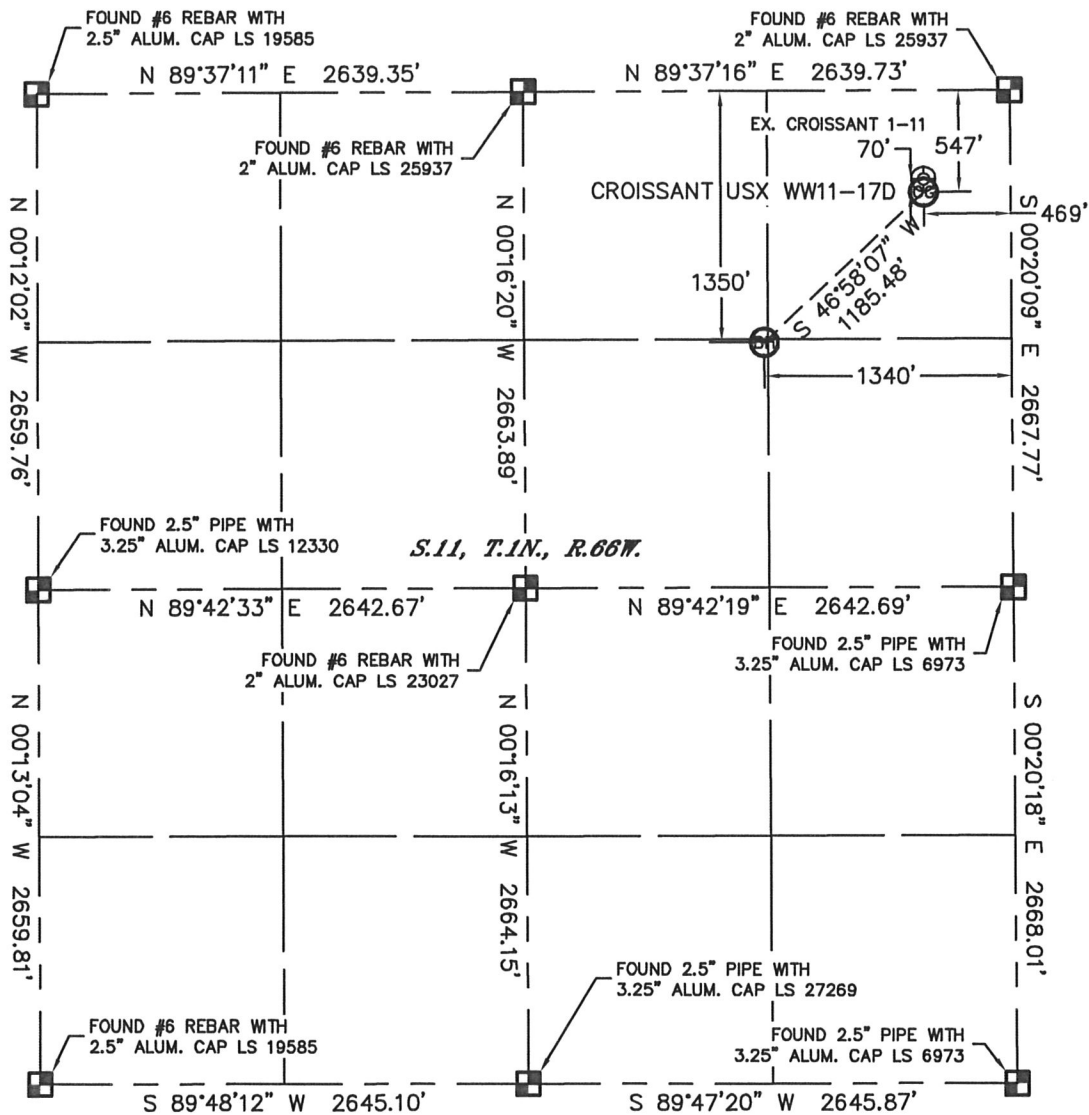 FOUND #6 REBAR WITH
2.5" ALUM. CAP LS 19585
FOUND #6 REBAR WITH
2" ALUM. CAP LS 25937
N 89°37'11" E 2639.35'
N 89°37'16" E 2639.73'
FOUND #6 REBAR WITH
2" ALUM. CAP LS 25937
EX. CROISSANT 1-11
70'
547'
CROISSANT USX WW11-17D
469'
N 00°12'02" W 2659.76'
N 00°16'20" W 2663.89'
1350'
S 46°58'07" W
1185.48'
S 00°20'09" E 2667.77'
BH
1340'
FOUND 2.5" PIPE WITH
3.25" ALUM. CAP LS 12330
S.11, T.1N., R.66W.
N 89°42'33" E 2642.67'
N 89°42'19" E 2642.69'
FOUND #6 REBAR WITH
2" ALUM. CAP LS 23027
FOUND 2.5" PIPE WITH
3.25" ALUM. CAP LS 6973
N 00°13'04" W 2659.81'
N 00°16'13" W 2664.15'
S 00°20'18" E 2668.01'
FOUND 2.5" PIPE WITH
3.25" ALUM. CAP LS 27269
FOUND #6 REBAR WITH
2.5" ALUM. CAP LS 19585
FOUND 2.5" PIPE WITH
3.25" ALUM. CAP LS 6973
S 89°48'12" W 2645.10'
S 89°47'20" W 2645.87'